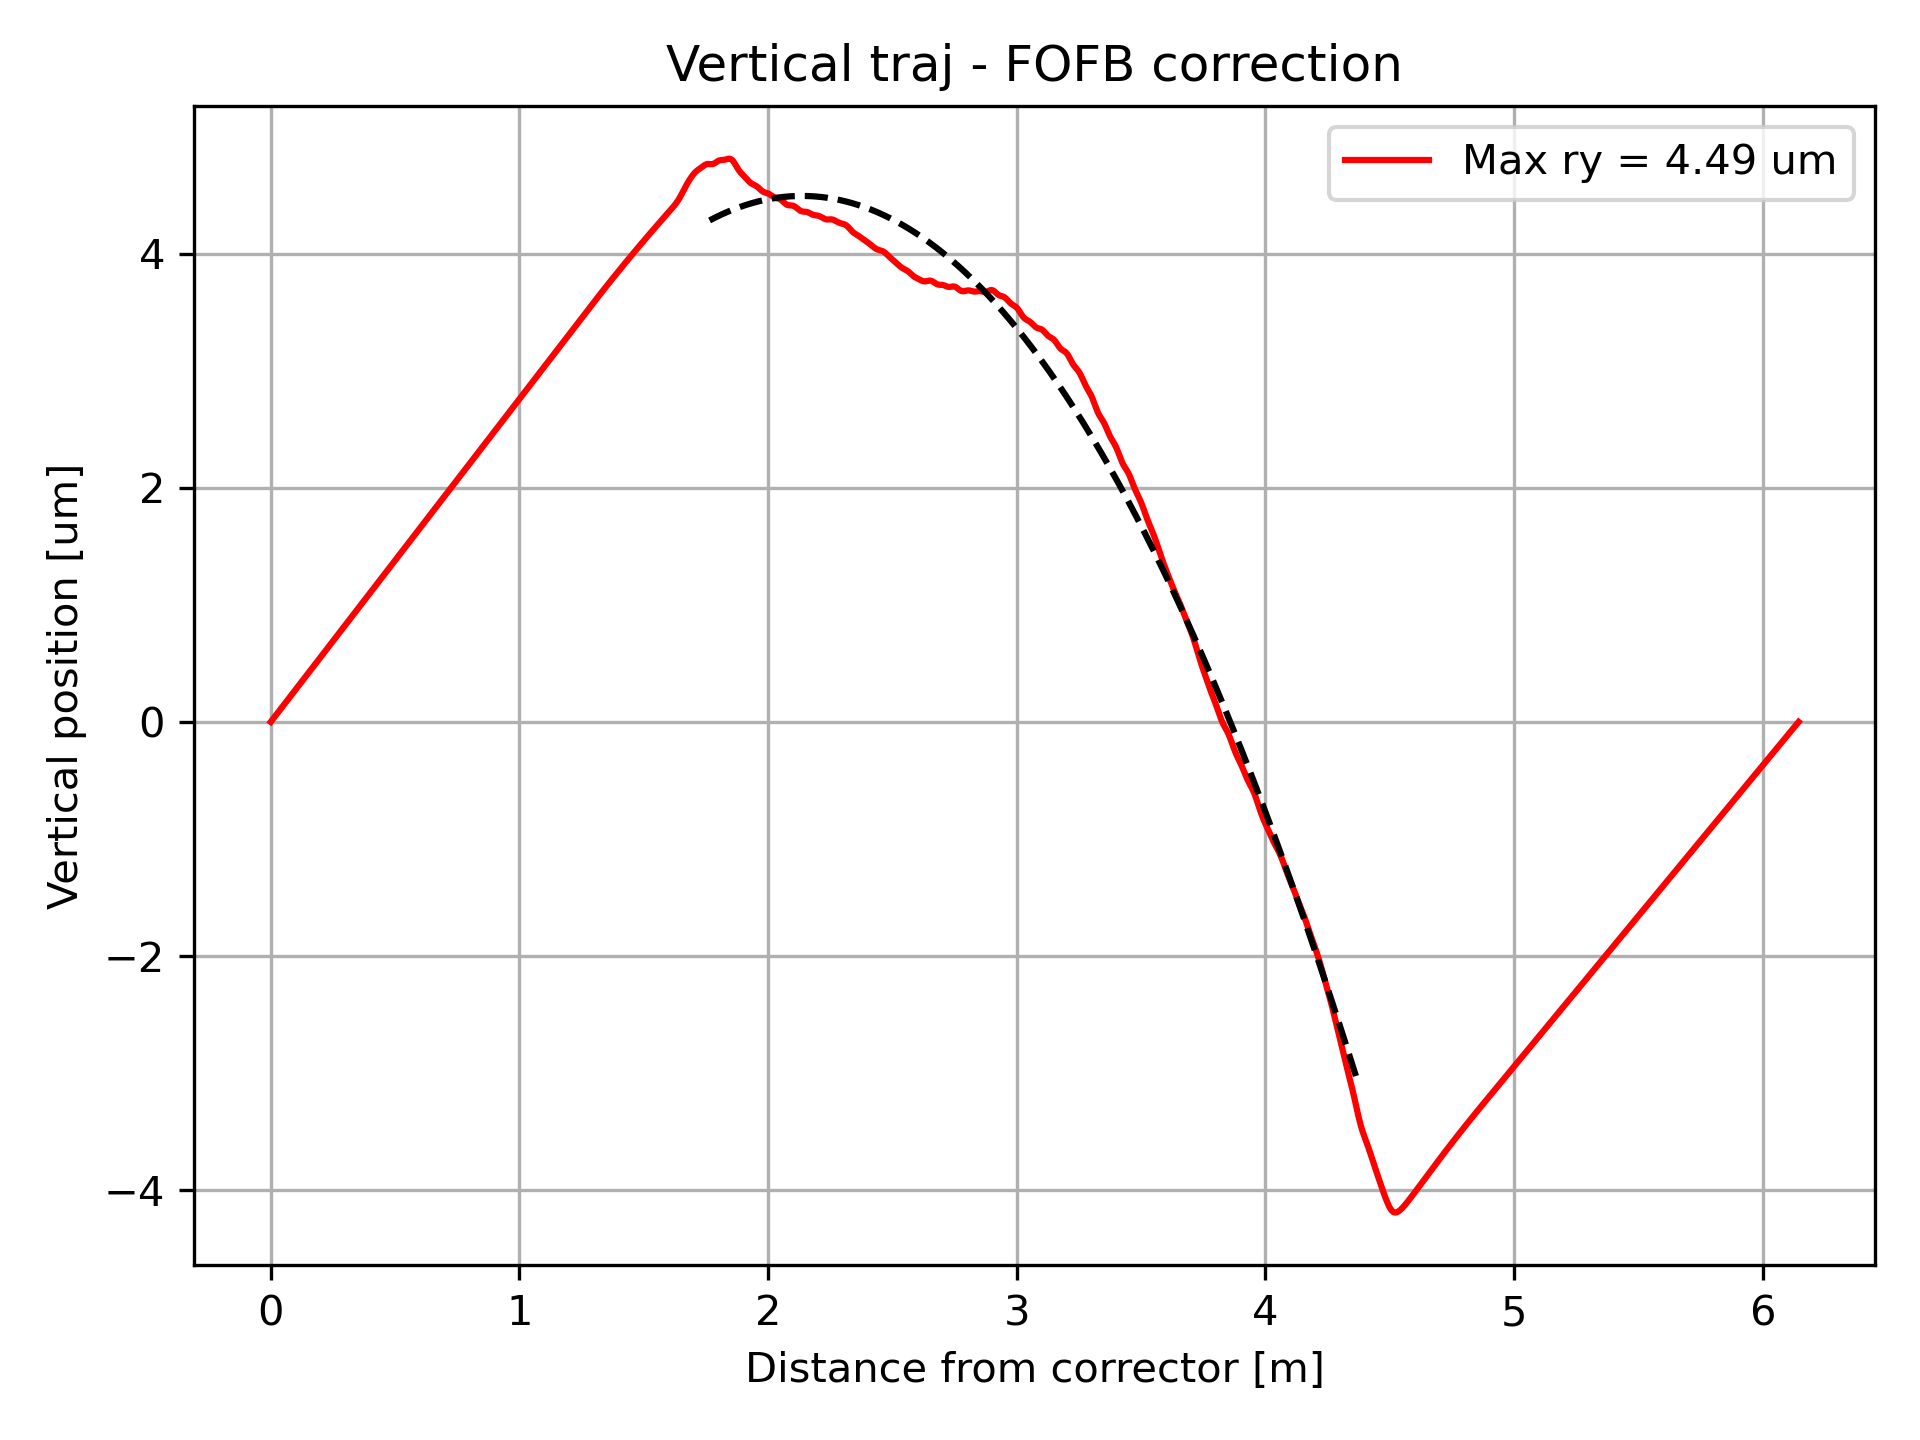 Vertical traj - FOFB correction
Max ry = 4.49 um
Vertical position [um]
4
2
0
−2
−4
0 1 2 3 4 5 6
Distance from corrector [m]